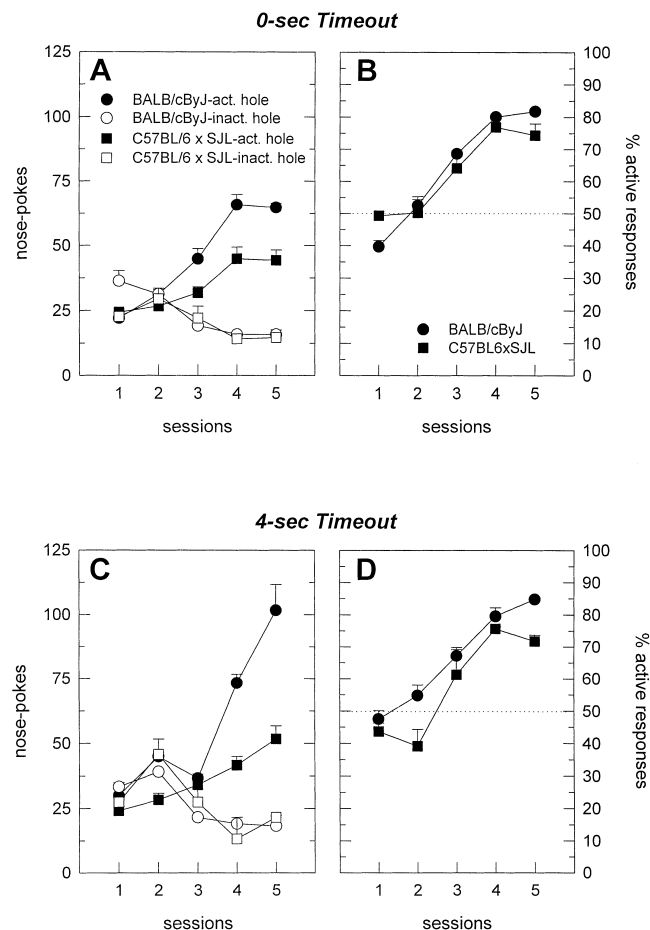 0-sec Timeout
A
B
BALB/cByJ-act. hole
BALB/cByJ-inact. hole
C57BL/6 x SJL-act. hole
C57BL/6 x SJL-inact. hole
nose-pokes
125
100
75
50
25
0
1 2 3 4 5
sessions
BALB/cByJ
C57BL6xSJL
100
90
80
70
60
50
40
30
20
10
0
% active responses
1 2 3 4 5
sessions
4-sec Timeout
C
D
nose-pokes
125
100
75
50
25
0
1 2 3 4 5
sessions
100
90
80
70
60
50
40
30
20
10
0
% active responses
1 2 3 4 5
sessions